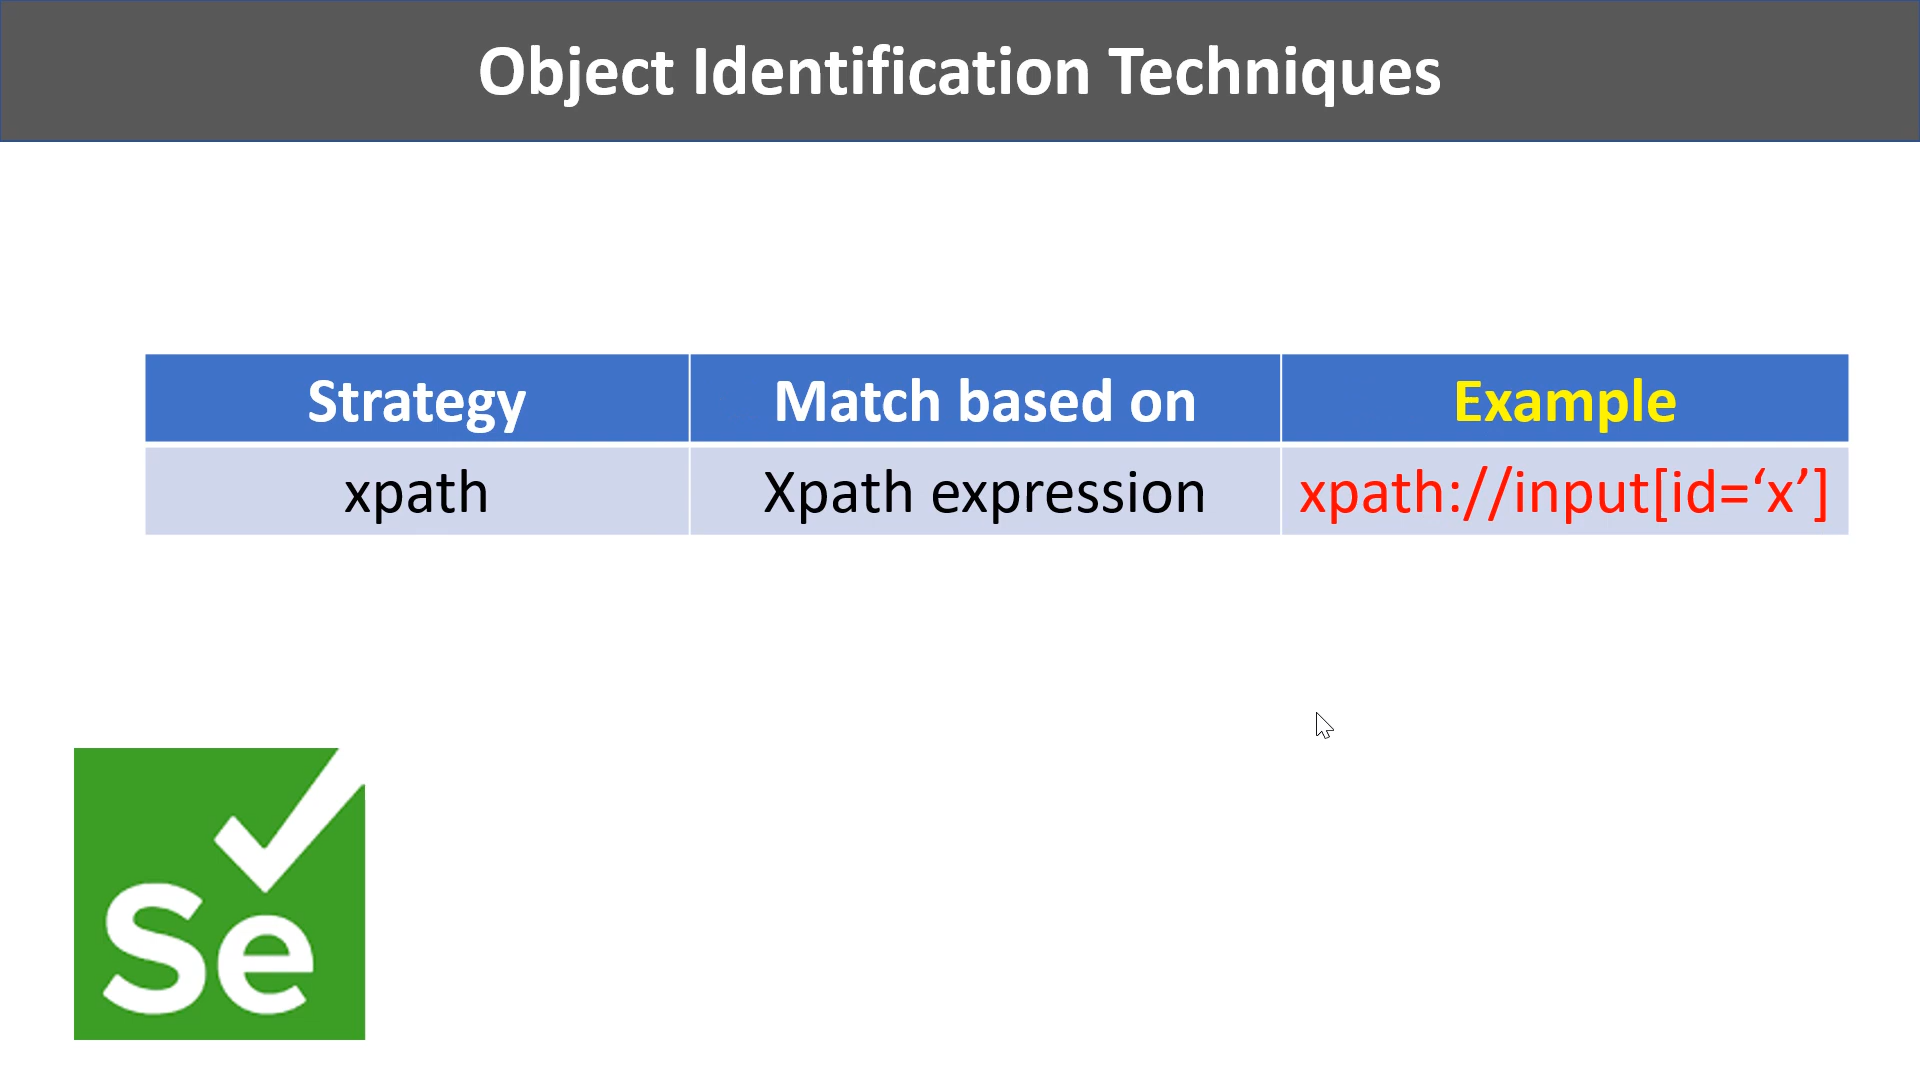 Object Identification Techniques
Strategy Match based on Example
xpath Xpath expression xpath://input[id=‘x’]
Se